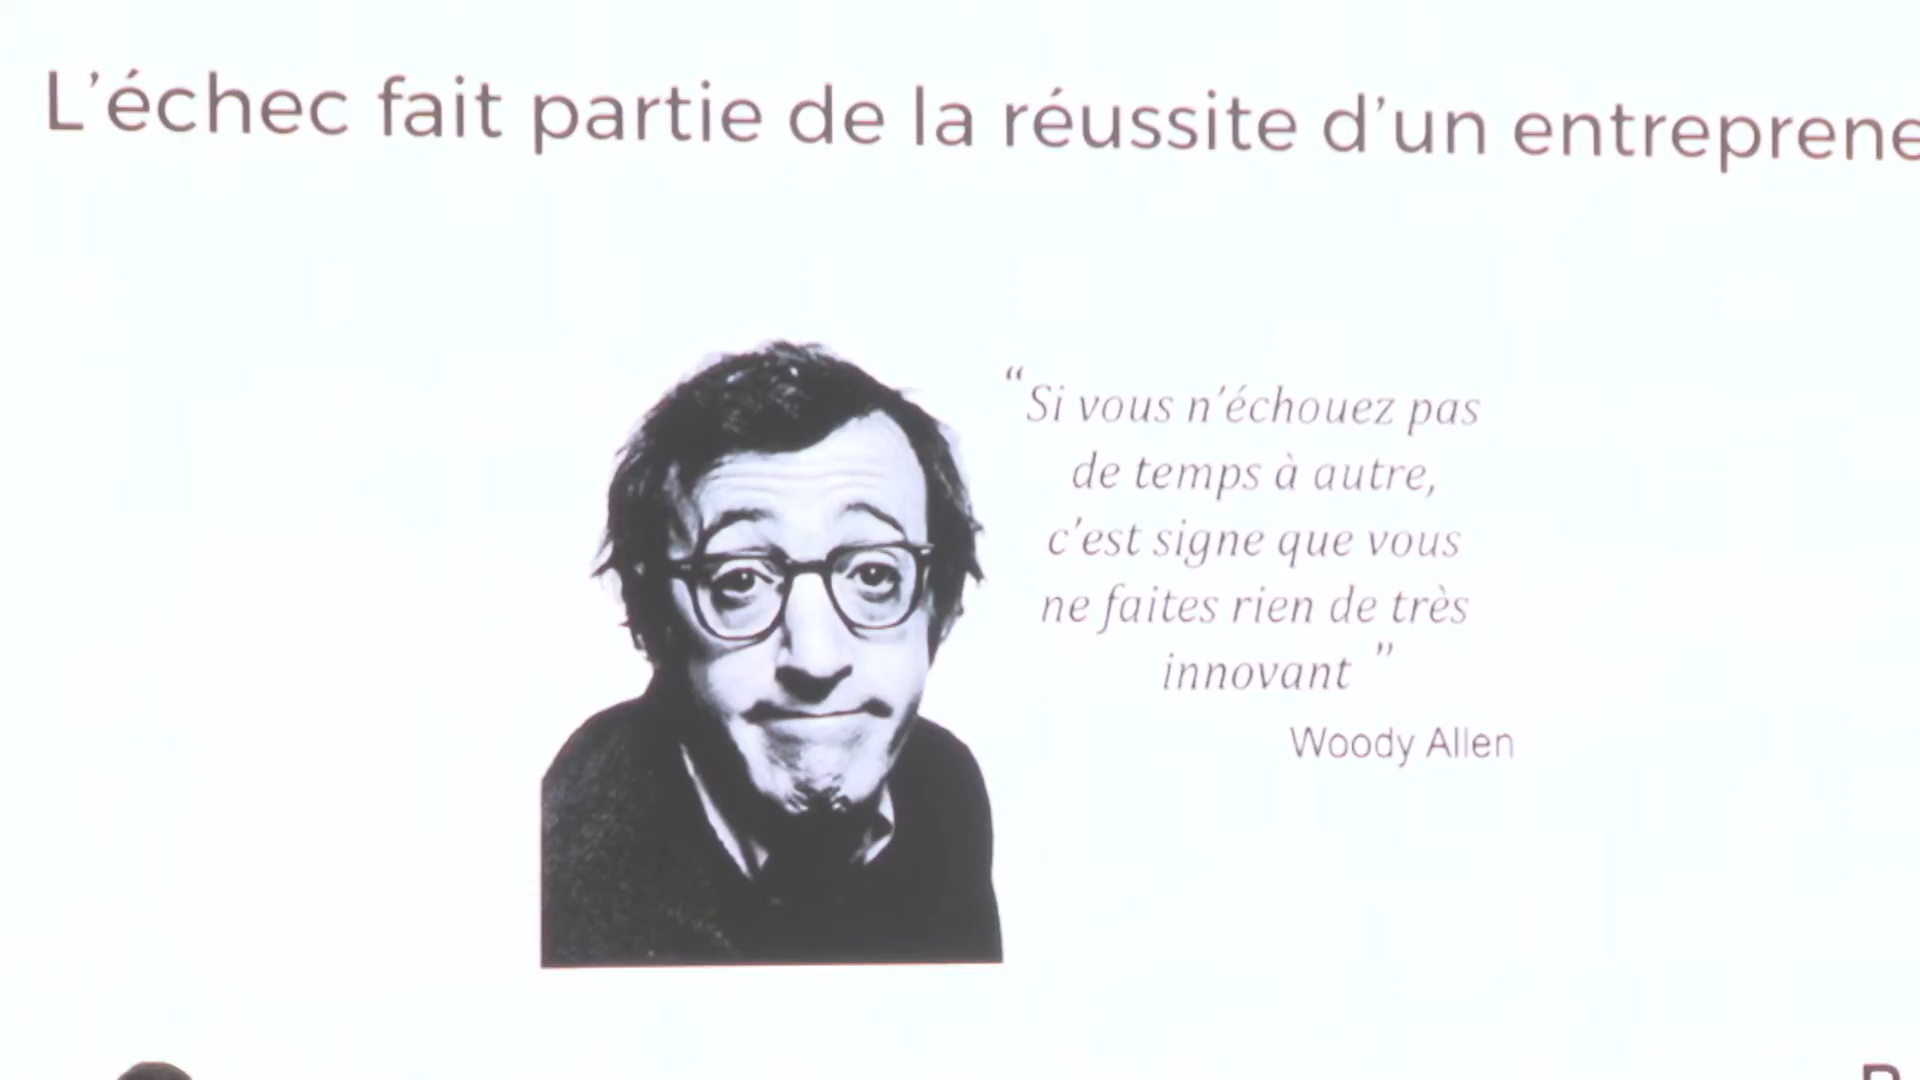 L’échec fait partie de la réussite d’un entreprene
“Si vous n’échouez pas
de temps à autre,
c’est signe que vous
ne faites rien de très
innovant ”
Woody Allen